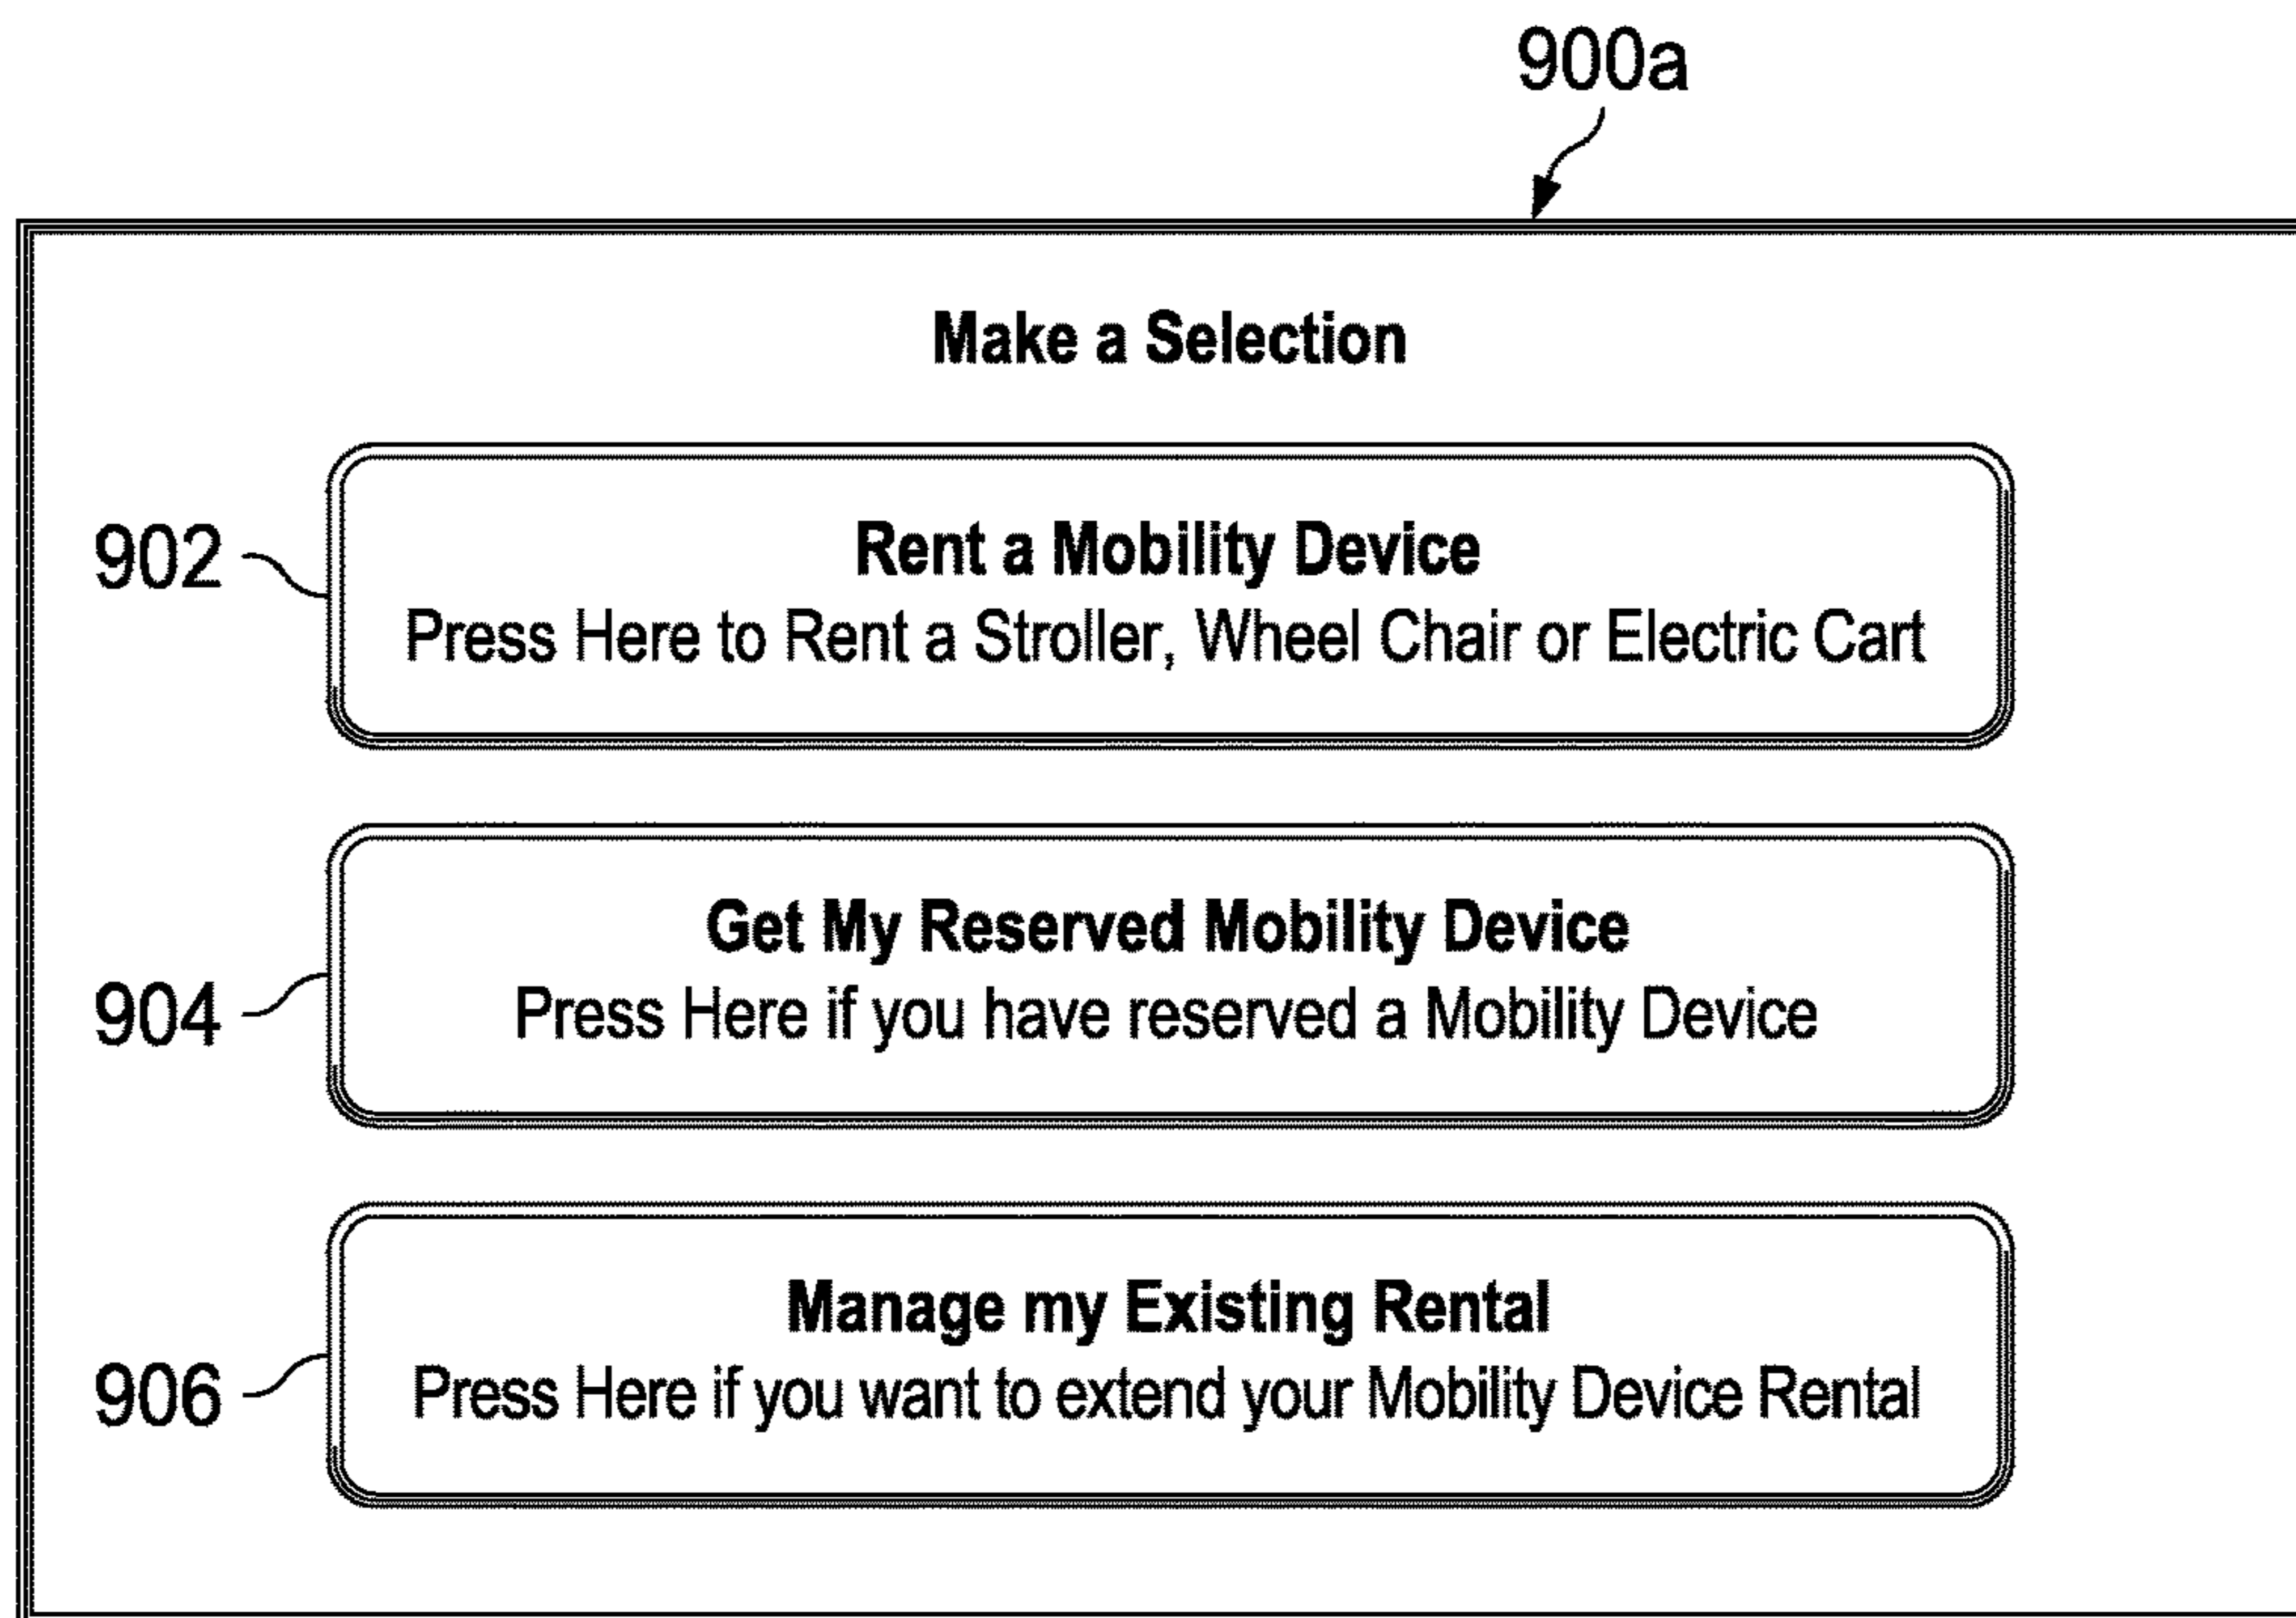 900a
Make a Selection
902
Rent a Mobility Device
Press Here to Rent a Stroller, Wheel Chair or Electric Cart
904
Get My Reserved Mobility Device
Press Here if you have reserved a Mobility Device
906
Manage my Existing Rental
Press Here if you want to extend your Mobility Device Rental